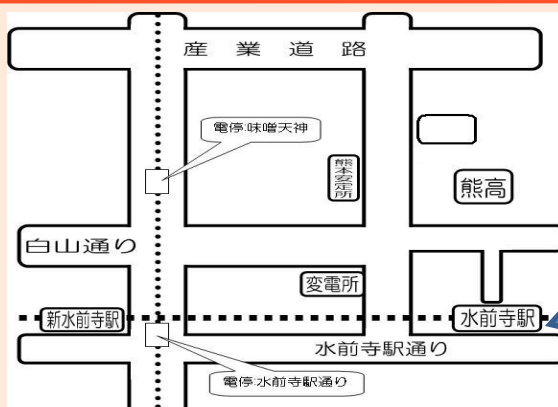 産業道路
電停:味噌天神
熊本安定所
熊高
白山通り
変電所
新水前寺駅
水前寺駅
水前寺駅通り
電停:水前寺駅通り